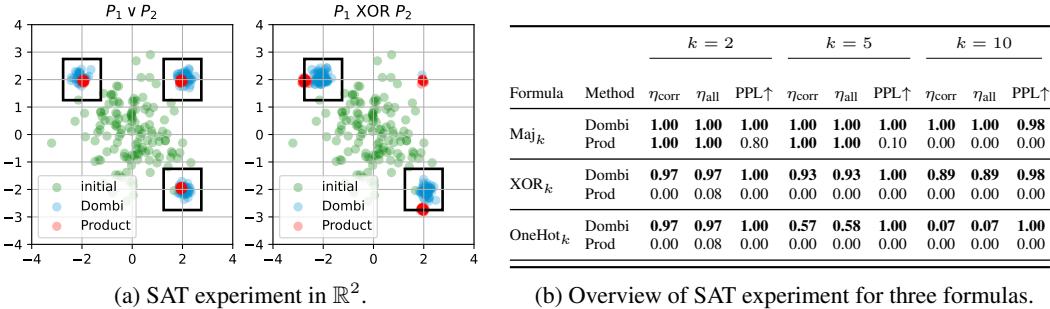 P₁ ∨ P₂
4
3
2
1
0
−1
−2
−3
−4
−4 −2 0 2 4
initial
Dombi
Product
P₁ XOR P₂
4
3
2
1
0
−1
−2
−3
−4
−4 −2 0 2 4
initial
Dombi
Product
(a) SAT experiment in ℝ².
k = 2 k = 5 k = 10
Formula Method η_corr η_all PPL↑ η_corr η_all PPL↑ η_corr η_all PPL↑
Maj_k Dombi 1.00 1.00 1.00 1.00 1.00 1.00 1.00 1.00 0.98
Prod 1.00 1.00 0.80 1.00 1.00 0.10 0.00 0.00 0.00
XOR_k Dombi 0.97 0.97 1.00 0.93 0.93 1.00 0.89 0.89 0.98
Prod 0.00 0.08 0.00 0.00 0.00 0.00 0.00 0.00 0.00
OneHot_k Dombi 0.97 0.97 1.00 0.57 0.58 1.00 0.07 0.07 1.00
Prod 0.00 0.08 0.00 0.00 0.00 0.00 0.00 0.00 0.00
(b) Overview of SAT experiment for three formulas.